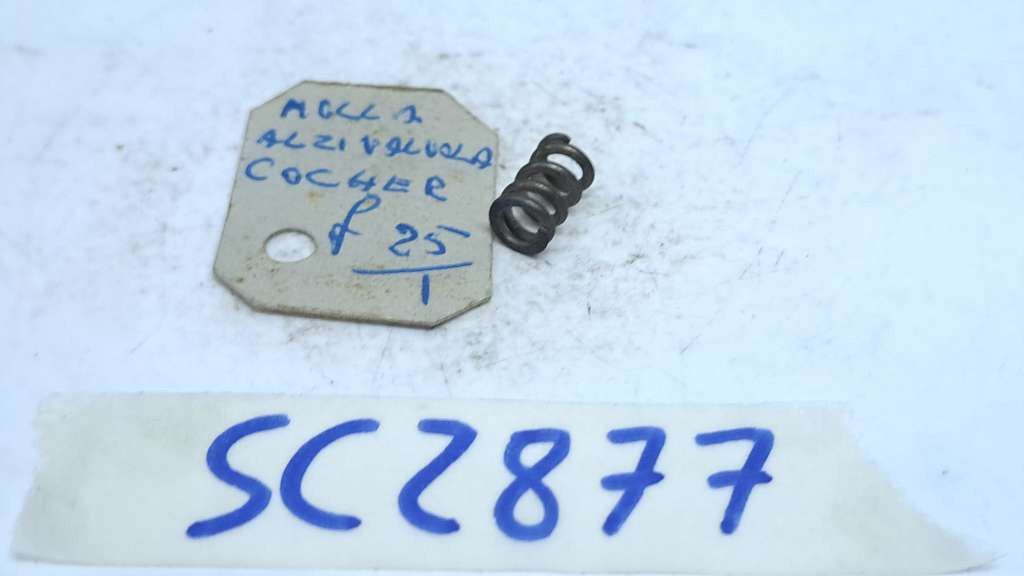 MOLLA
ALZIVALVOLA
COCHER
f 25
1
SC2877